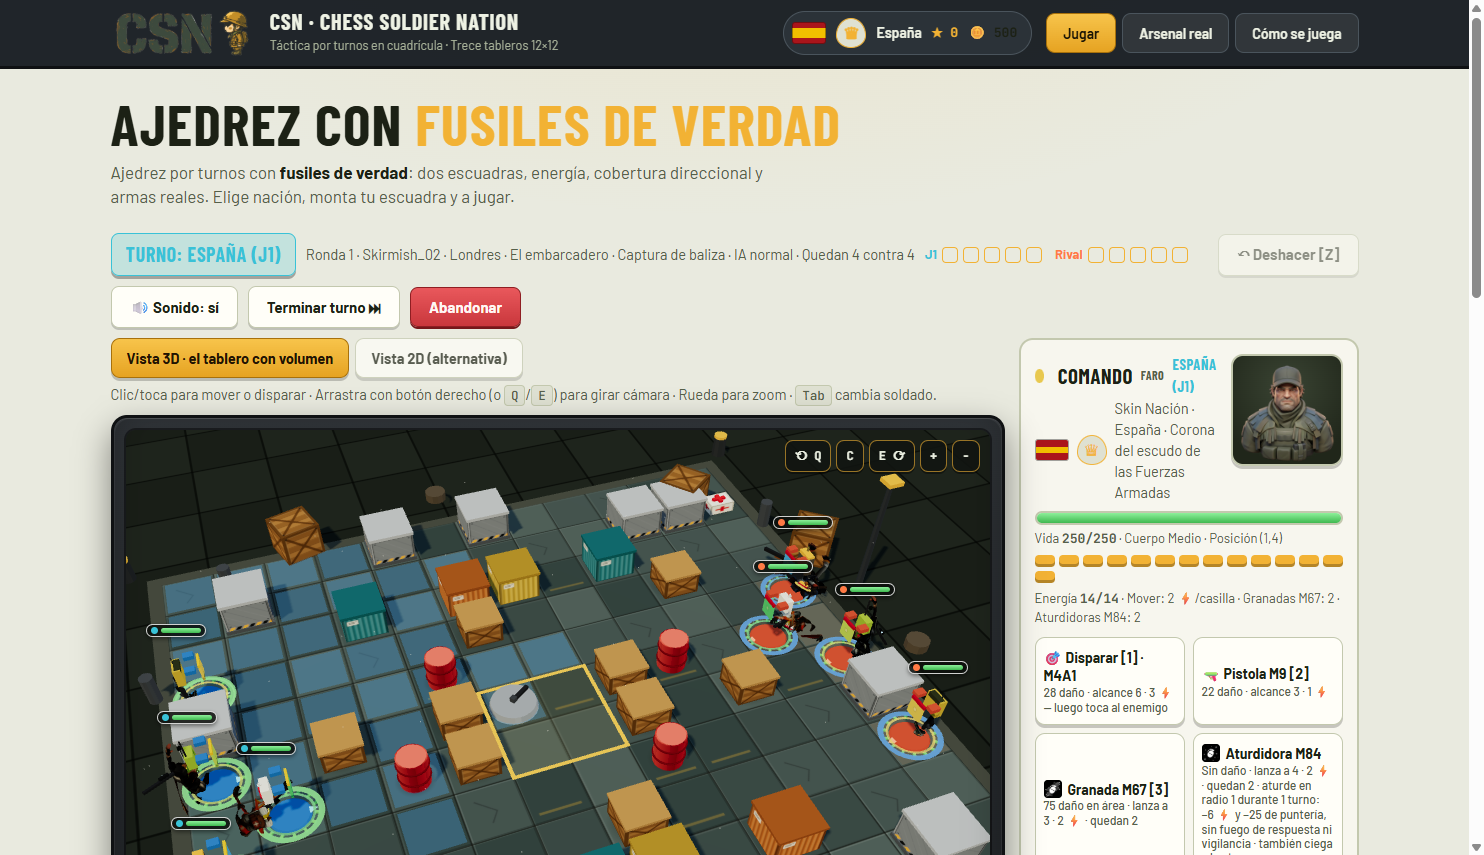 CSN
CSN · CHESS SOLDIER NATION
Táctica por turnos en cuadrícula · Trece tableros 12×12
España ★ 0 500
Jugar
Arsenal real
Cómo se juega
AJEDREZ CON FUSILES DE VERDAD
Ajedrez por turnos con fusiles de verdad: dos escuadras, energía, cobertura direccional y
armas reales. Elige nación, monta tu escuadra y a jugar.
TURNO: ESPAÑA (J1)
Ronda 1 · Skirmish_02 · Londres · El embarcadero · Captura de baliza · IA normal · Quedan 4 contra 4
J1
Rival
Deshacer [Z]
Sonido: sí
Terminar turno
Abandonar
Vista 3D · el tablero con volumen
Vista 2D (alternativa)
Clic/toca para mover o disparar · Arrastra con botón derecho (o Q / E) para girar cámara · Rueda para zoom · Tab cambia soldado.
Q
C
E
+
-
COMANDO FARO ESPAÑA
(J1)
Skin Nación ·
España · Corona
del escudo de
las Fuerzas
Armadas
Vida 250/250 · Cuerpo Medio · Posición (1,4)
Energía 14/14 · Mover: 2 ⚡/casilla · Granadas M67: 2 ·
Aturdidoras M84: 2
Disparar [1] ·
M4A1
28 daño · alcance 6 · 3 ⚡
— luego toca al enemigo
Pistola M9 [2]
22 daño · alcance 3 · 1 ⚡
Granada M67 [3]
75 daño en área · lanza a
3 · 2 ⚡ · quedan 2
Aturdidora M84
Sin daño · lanza a 4 · 2 ⚡
· quedan 2 · aturde en
radio 1 durante 1 turno:
−6 ⚡ y −25 de puntería,
sin fuego de respuesta ni
vigilancia · también ciega